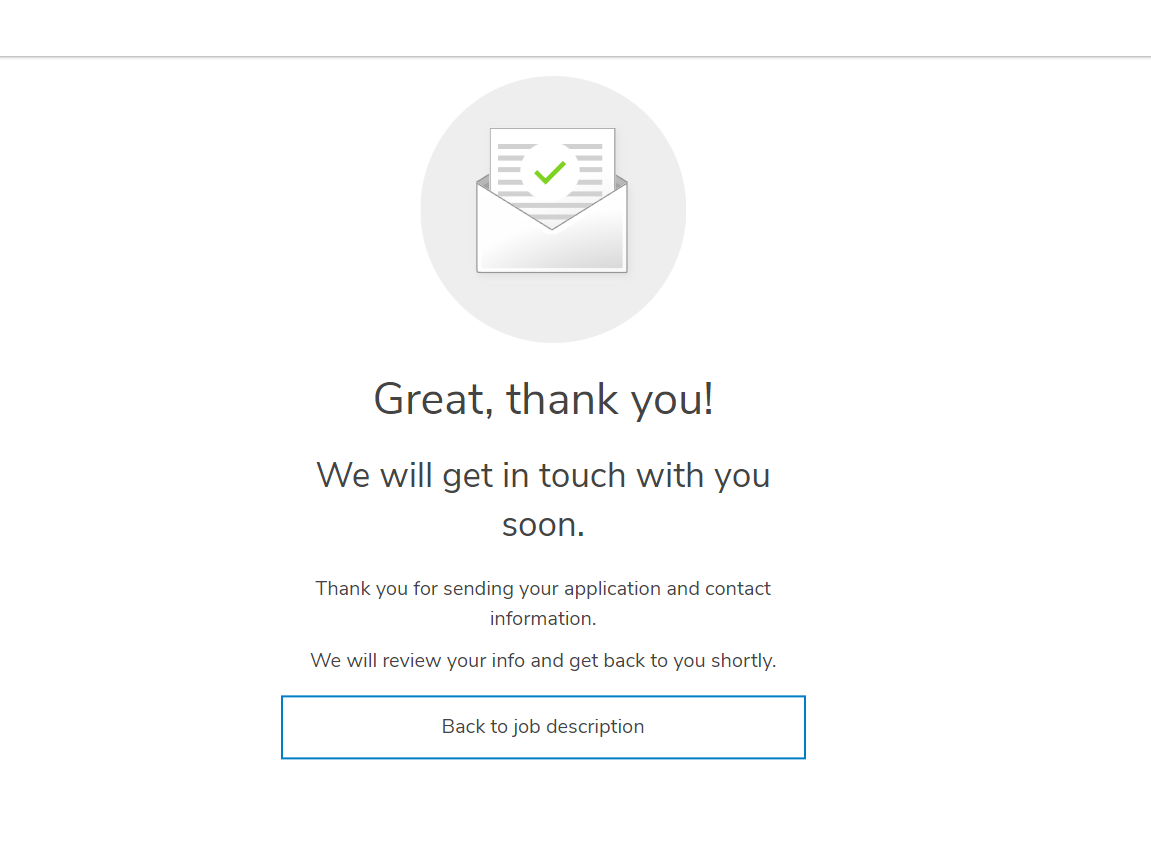 Great, thank you!
We will get in touch with you
soon.
Thank you for sending your application and contact
information.
We will review your info and get back to you shortly.
Back to job description